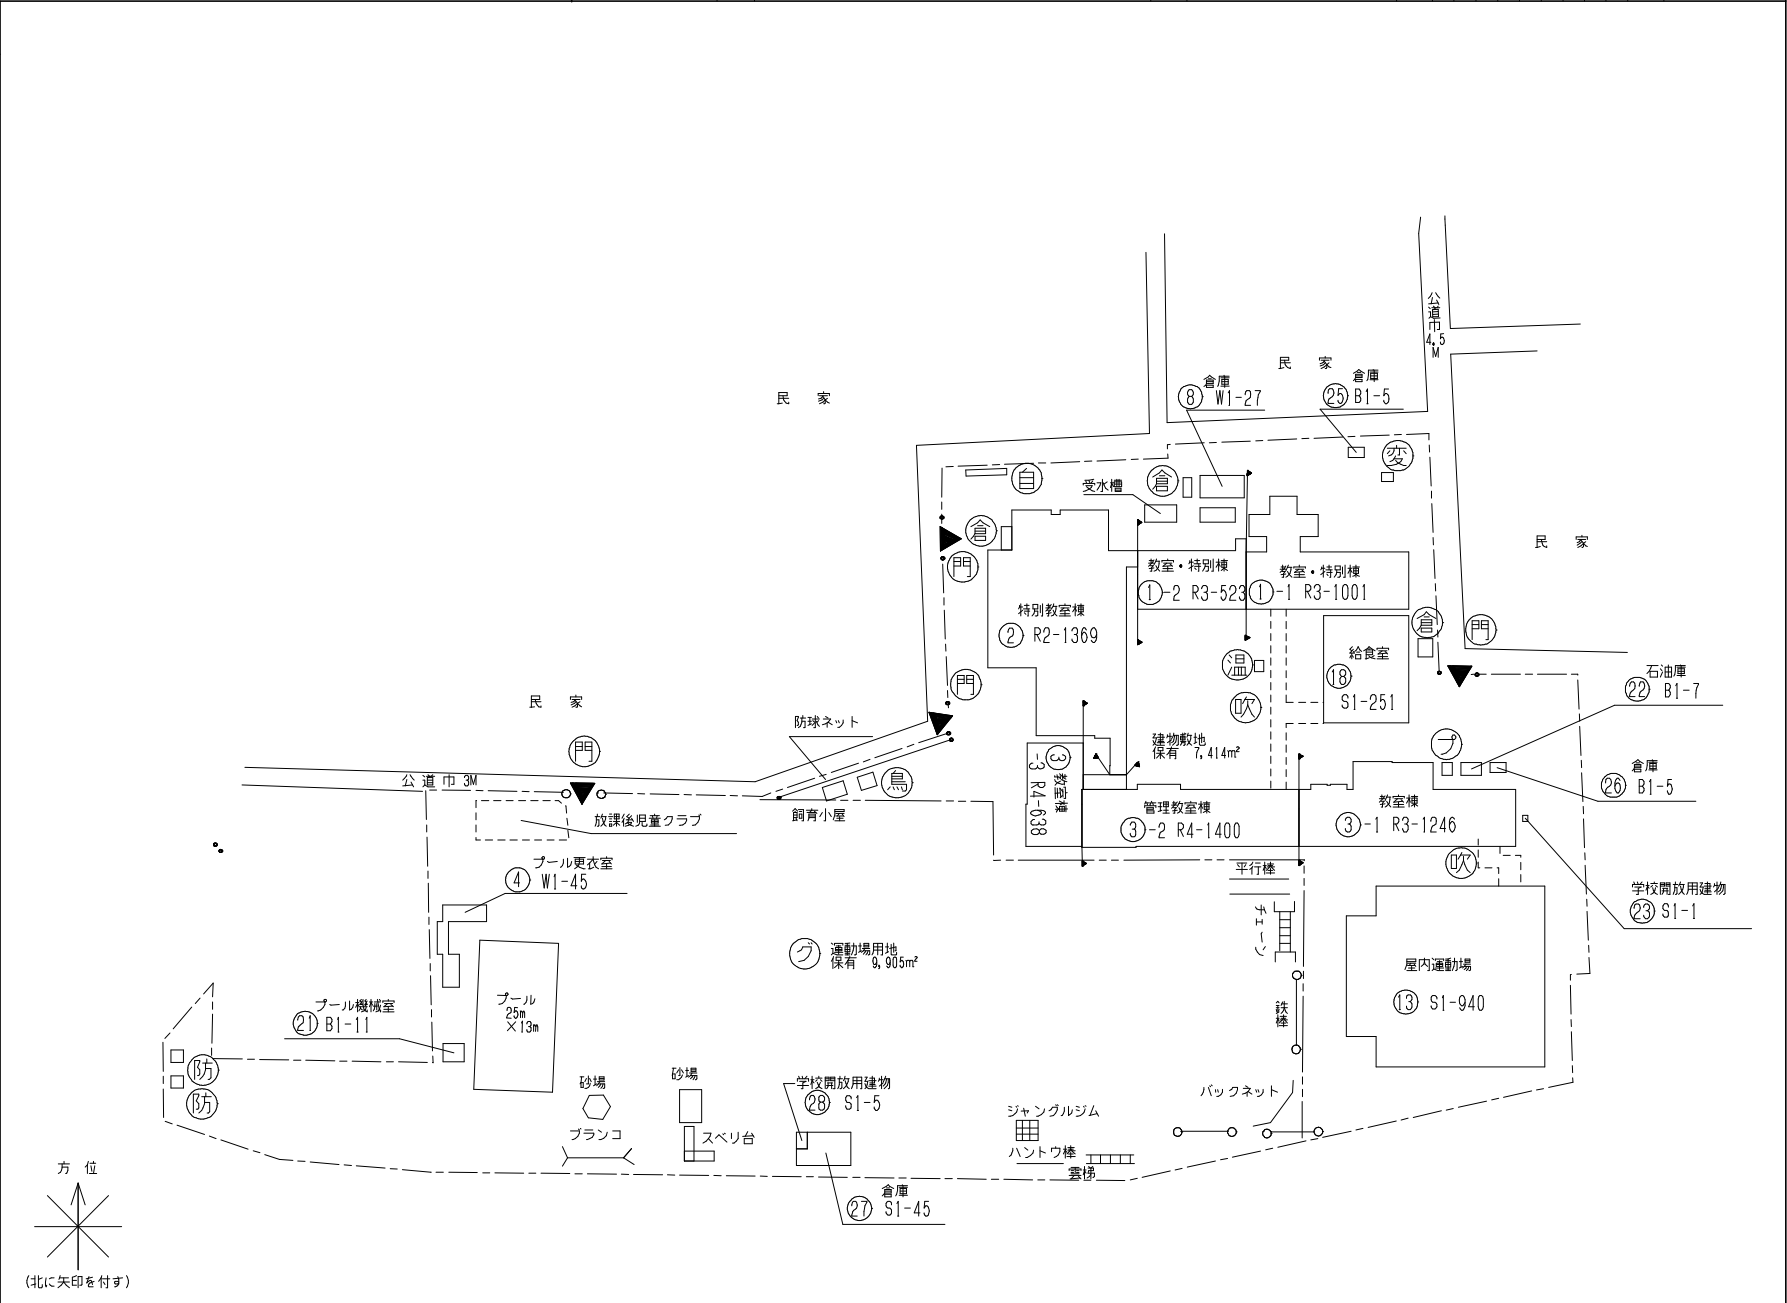 公道巾4.5M
民 家
倉庫
⑧ W1-27
倉庫
㉕ B1-5
民 家
変
自
倉
受水槽
倉
門
民 家
教室・特別棟
①-2 R3-523
教室・特別棟
①-1 R3-1001
特別教室棟
② R2-1369
倉
門
給食室
⑱
S1-251
温
吹
石油庫
㉒ B1-7
門
民 家
防球ネット
門
建物敷地
保有 7,414m²
プ
倉庫
㉖ B1-5
公道巾3M
鳥
飼育小屋
放課後児童クラブ
③-3 R4-638
教室棟
管理教室棟
③-2 R4-1400
教室棟
③-1 R3-1246
プール更衣室
④ W1-45
平行棒
吹
学校開放用建物
㉓ S1-1
チェーン
グ
運動場用地
保有 9,905m²
屋内運動場
⑬ S1-940
プール
25m
×13m
プール機械室
㉑ B1-11
鉄棒
防
防
砂場
砂場
学校開放用建物
㉘ S1-5
バックネット
ジャングルジム
ブランコ
スベリ台
ハントウ棒
雲梯
倉庫
㉗ S1-45
方 位
(北に矢印を付す)